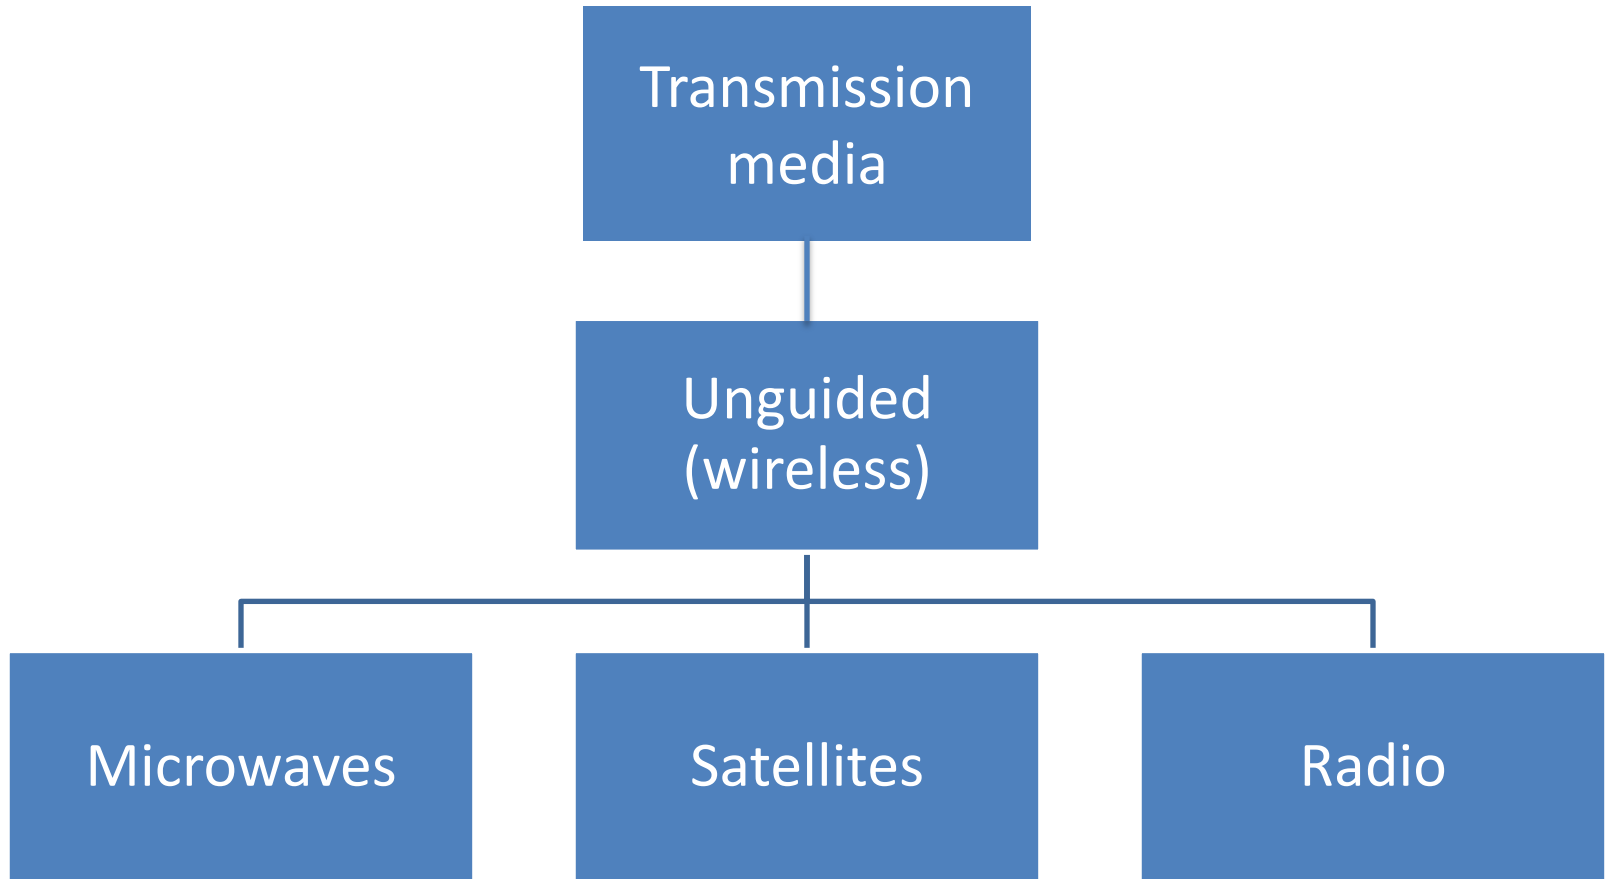 Transmission
media
Unguided
(wireless)
Microwaves
Satellites
Radio